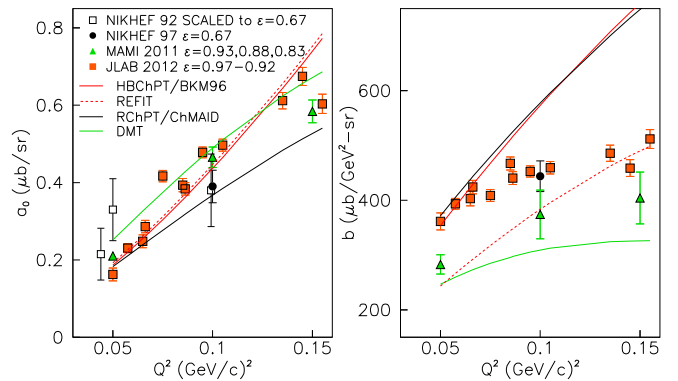 NIKHEF 92 SCALED to ε=0.67
NIKHEF 97 ε=0.67
MAMI 2011 ε=0.93,0.88,0.83
JLAB 2012 ε=0.97-0.92
HBChPT/BKM96
REFIT
RChPT/ChMAID
DMT
a₀ (μb/sr)
0.8
0.6
0.4
0.2
0
0.05
0.1
0.15
Q² (GeV/c)²
b (μb/GeV²-sr)
600
400
200
0.05
0.1
0.15
Q² (GeV/c)²